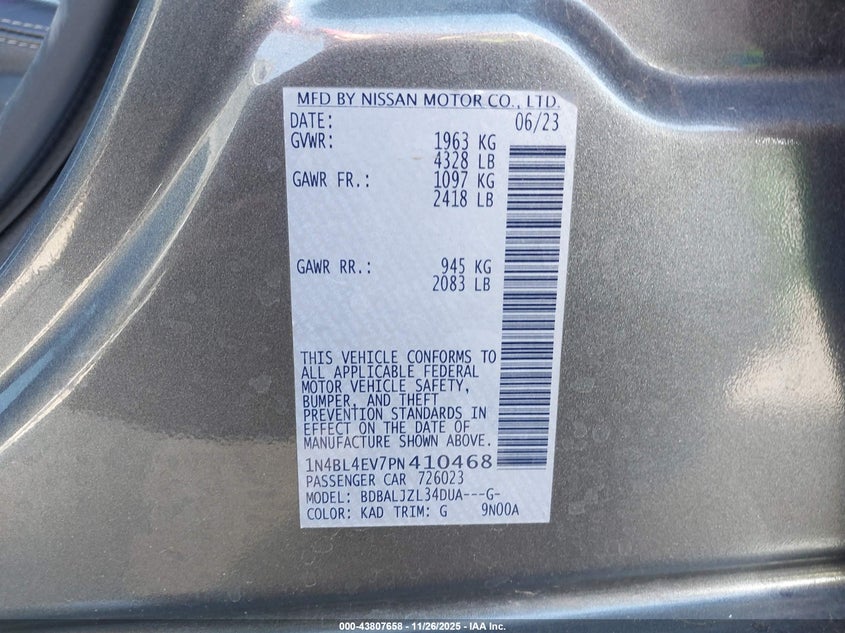 MFD BY NISSAN MOTOR CO., LTD.
DATE: 06/23
GVWR: 1963 KG
4328 LB
GAWR FR.: 1097 KG
2418 LB
GAWR RR.: 945 KG
2083 LB
THIS VEHICLE CONFORMS TO
ALL APPLICABLE FEDERAL
MOTOR VEHICLE SAFETY,
BUMPER, AND THEFT
PREVENTION STANDARDS IN
EFFECT ON THE DATE OF
MANUFACTURE SHOWN ABOVE.
1N4BL4EV7PN410468
PASSENGER CAR 726023
MODEL: BDBALJZL34DUA---G-
COLOR: KAD TRIM: G 9N00A
000-43807658 - 11/26/2025 - IAA Inc.